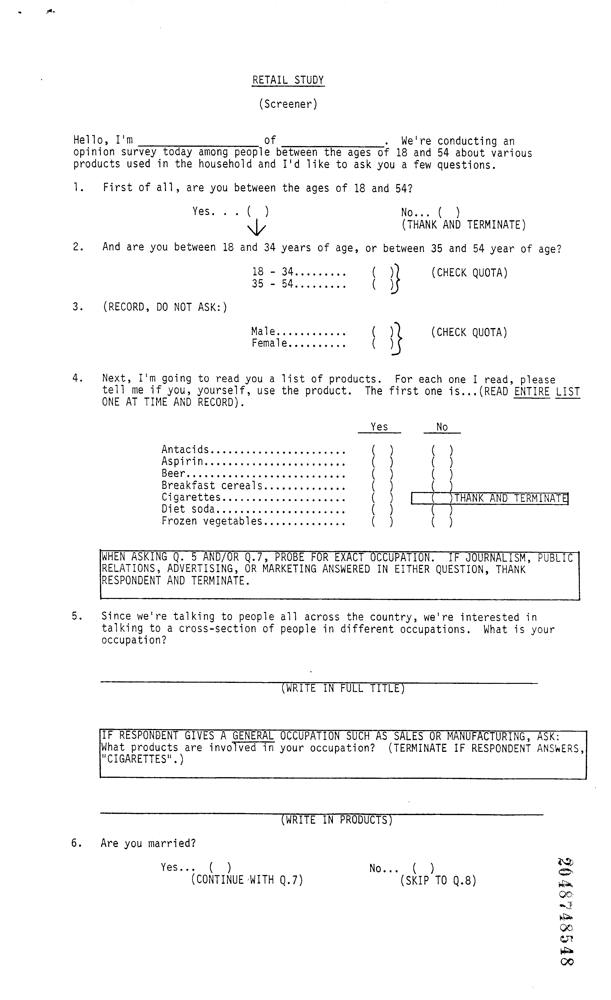 RETAIL STUDY
(Screener)
Hello, I'm ____________________ of ______________. We're conducting an
opinion survey today among people between the ages of 18 and 54 about various
products used in the household and I'd like to ask you a few questions.
1. First of all, are you between the ages of 18 and 54?
Yes. . . ( ) No... ( )
(THANK AND TERMINATE)
2. And are you between 18 and 34 years of age, or between 35 and 54 year of age?
18 - 34......... ( ) (CHECK QUOTA)
35 - 54......... ( )
3. (RECORD, DO NOT ASK:)
Male............ ( ) (CHECK QUOTA)
Female.......... ( )
4. Next, I'm going to read you a list of products. For each one I read, please
tell me if you, yourself, use the product. The first one is...(READ ENTIRE LIST
ONE AT TIME AND RECORD).
Yes No
Antacids....................... ( ) ( )
Aspirin........................ ( ) ( )
Beer........................... ( ) ( )
Breakfast cereals.............. ( ) ( )
Cigarettes..................... ( ) ( )THANK AND TERMINATE
Diet soda...................... ( ) ( )
Frozen vegetables.............. ( ) ( )
WHEN ASKING Q. 5 AND/OR Q.7, PROBE FOR EXACT OCCUPATION. IF JOURNALISM, PUBLIC
RELATIONS, ADVERTISING, OR MARKETING ANSWERED IN EITHER QUESTION, THANK
RESPONDENT AND TERMINATE.
5. Since we're talking to people all across the country, we're interested in
talking to a cross-section of people in different occupations. What is your
occupation?
(WRITE IN FULL TITLE)
IF RESPONDENT GIVES A GENERAL OCCUPATION SUCH AS SALES OR MANUFACTURING, ASK:
What products are involved in your occupation? (TERMINATE IF RESPONDENT ANSWERS,
"CIGARETTES".)
(WRITE IN PRODUCTS)
6. Are you married?
Yes... ( ) No... ( )
(CONTINUE WITH Q.7) (SKIP TO Q.8)
2048748548